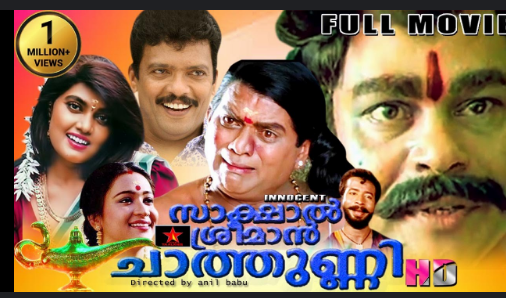 1
MILLION+
VIEWS
FULL MOVIE
INNOCENT
സാക്ഷാൽ
ശ്രീമാൻ
ചാത്തുണ്ണി
HD
Directed by anil babu